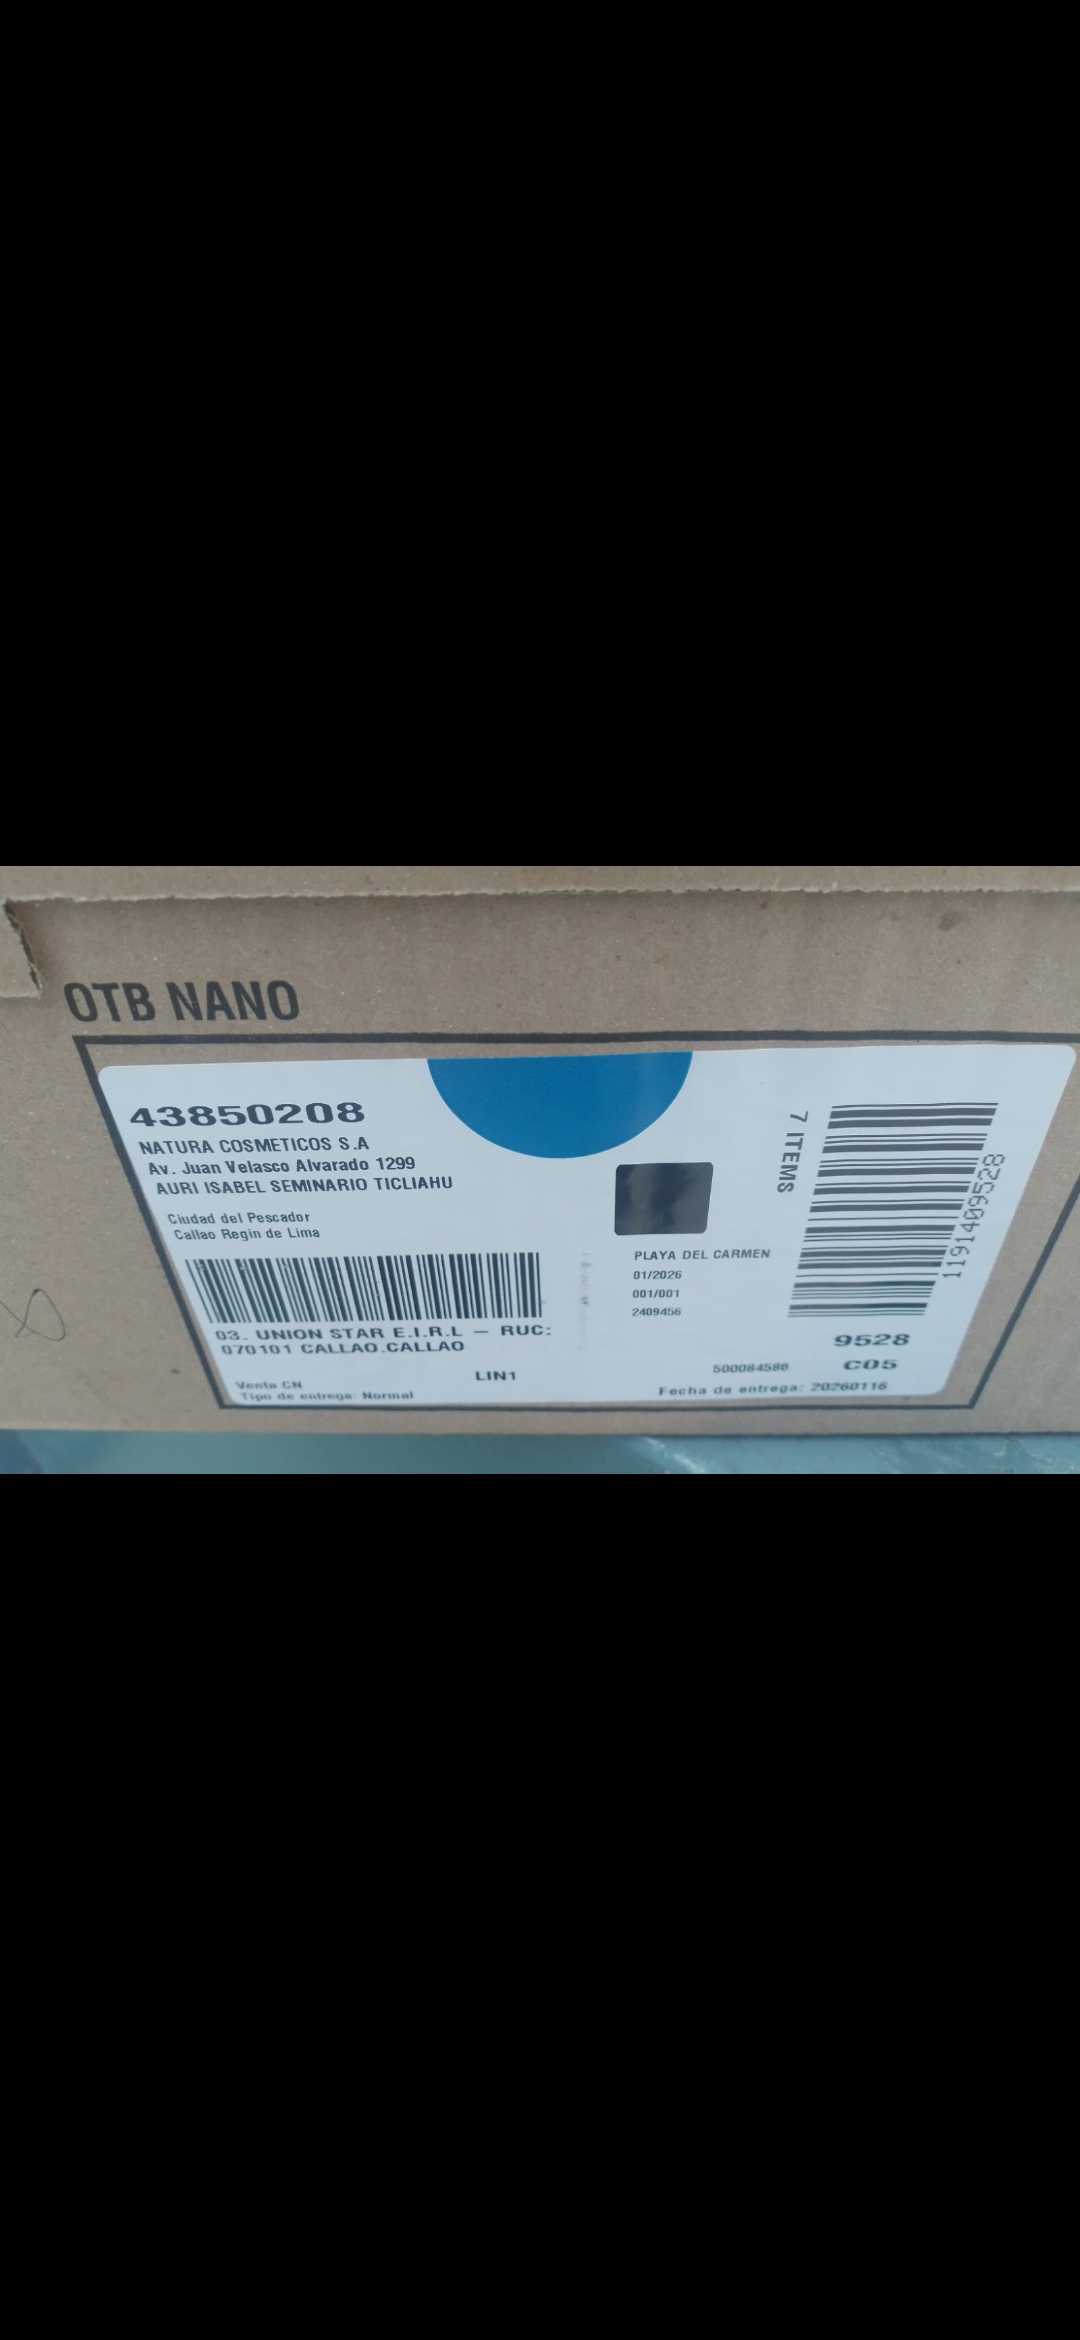 OTB NANO
43850208
NATURA COSMETICOS S.A
Av. Juan Velasco Alvarado 1299
AURI ISABEL SEMINARIO TICLIAHU
Ciudad del Pescador
Callao Regin de Lima
03. UNION STAR E.I.R.L – RUC:
070101 CALLAO.CALLAO
LIN1
Venta CN
Tipo de entrega: Normal
PLAYA DEL CARMEN
01/2026
001/001
2409456
7 ITEMS
1191409528
9528
500084586 C05
Fecha de entrega: 20260116